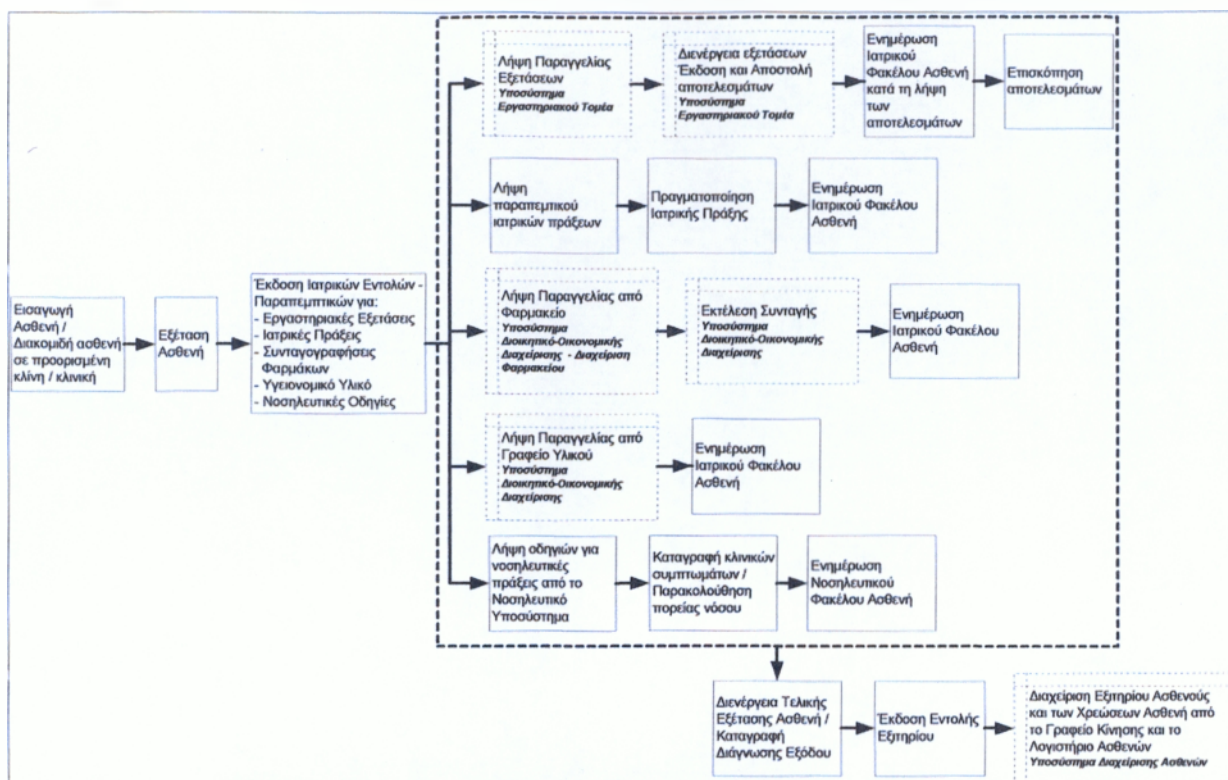 Εισαγωγή
Ασθενή /
Διακομιδή ασθενή
σε προορισμένη
κλίνη / κλινική
Εξέταση
Ασθενή
Έκδοση Ιατρικών Εντολών -
Παραπεμπτικών για:
- Εργαστηριακές Εξετάσεις
- Ιατρικές Πράξεις
- Συνταγογραφήσεις
Φαρμάκων
- Υγειονομικό Υλικό
- Νοσηλευτικές Οδηγίες
Λήψη Παραγγελίας
Εξετάσεων
Υποσύστημα
Εργαστηριακού Τομέα
Διενέργεια εξετάσεων
Έκδοση και Αποστολή
αποτελεσμάτων
Υποσύστημα
Εργαστηριακού Τομέα
Ενημέρωση
Ιατρικού
Φακέλου Ασθενή
κατά τη λήψη
των
αποτελεσμάτων
Επισκόπηση
αποτελεσμάτων
Λήψη
παραπεμπτικού
ιατρικών πράξεων
Πραγματοποίηση
Ιατρικής Πράξης
Ενημέρωση
Ιατρικού Φακέλου
Ασθενή
Λήψη Παραγγελίας από
Φαρμακείο
Υποσύστημα
Διοικητικό-Οικονομικής
Διαχείρισης - Διαχείριση
Φαρμακείου
Εκτέλεση Συνταγής
Υποσύστημα
Διοικητικό-Οικονομικής
Διαχείρισης
Ενημέρωση
Ιατρικού Φακέλου
Ασθενή
Λήψη Παραγγελίας από
Γραφείο Υλικού
Υποσύστημα
Διοικητικό-Οικονομικής
Διαχείρισης
Ενημέρωση
Ιατρικού Φακέλου
Ασθενή
Λήψη οδηγιών για
νοσηλευτικές
πράξεις από το
Νοσηλευτικό
Υποσύστημα
Καταγραφή κλινικών
συμπτωμάτων /
Παρακολούθηση
πορείας νόσου
Ενημέρωση
Νοσηλευτικού
Φακέλου Ασθενή
Διενέργεια Τελικής
Εξέτασης Ασθενή /
Καταγραφή
Διάγνωσης Εξόδου
Έκδοση Εντολής
Εξιτηρίου
Διαχείριση Εξιτηρίου Ασθενούς
και των Χρεώσεων Ασθενή από
το Γραφείο Κίνησης και το
Λογιστήριο Ασθενών
Υποσύστημα Διαχείρισης Ασθενών